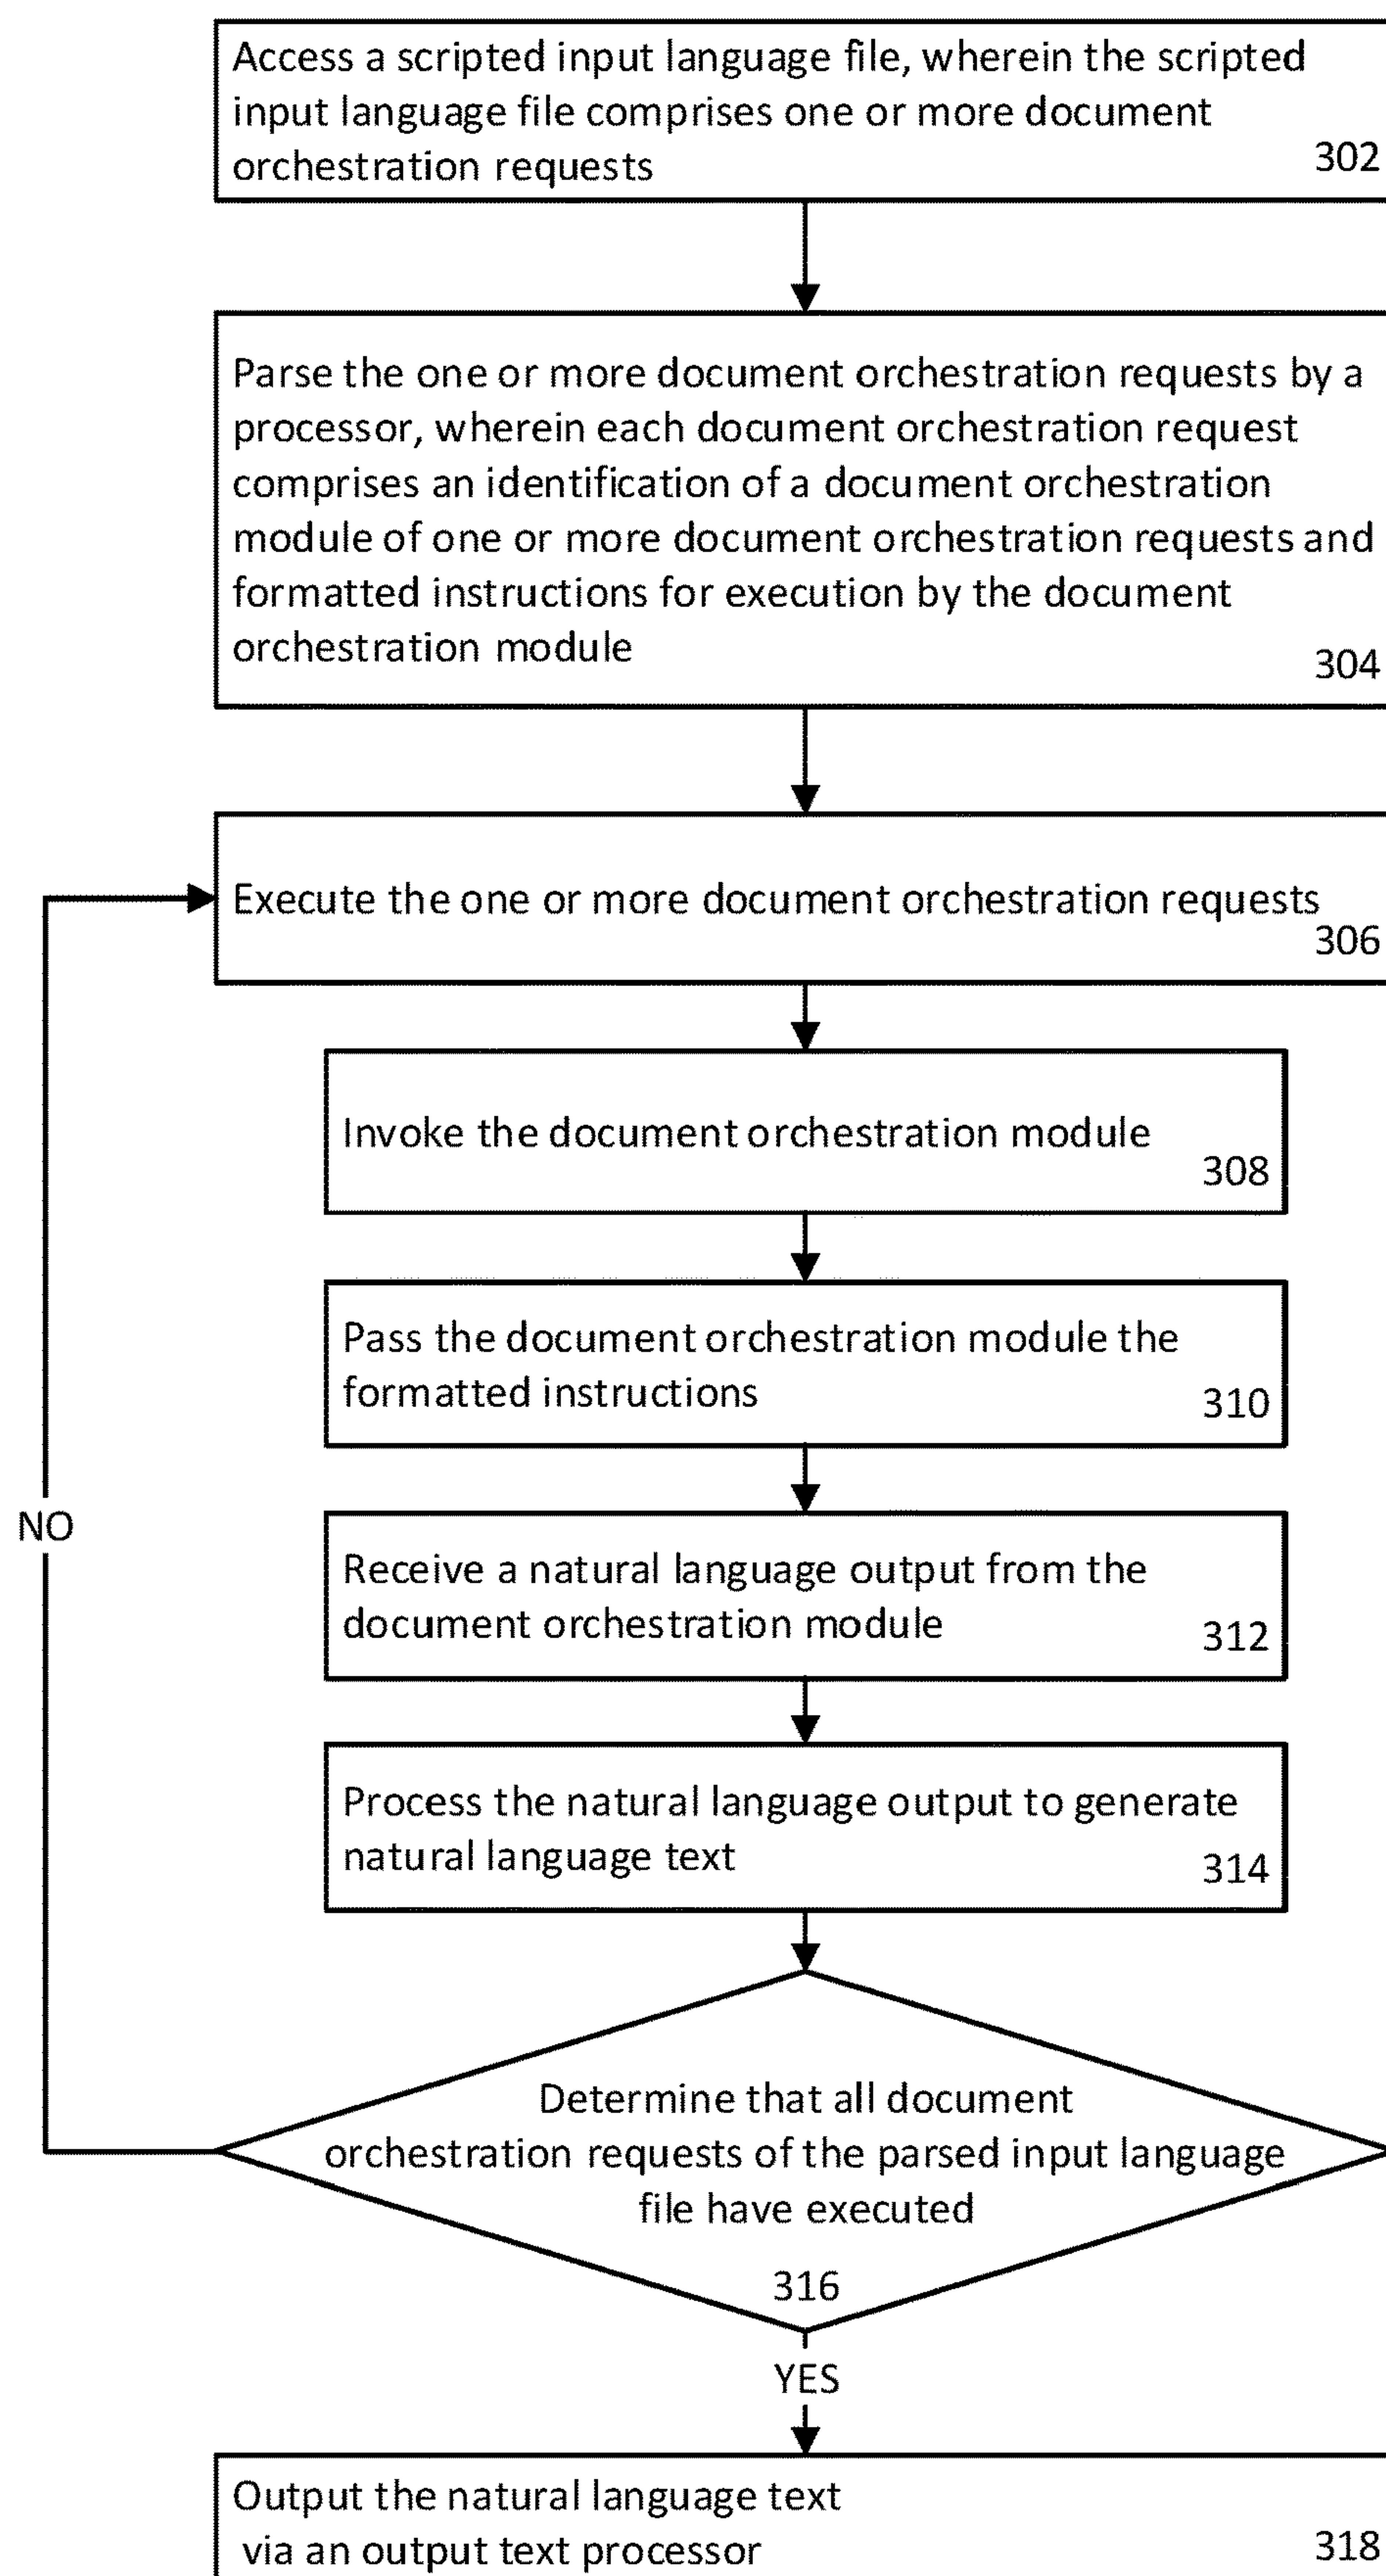 Access a scripted input language file, wherein the scripted
input language file comprises one or more document
orchestration requests
302
Parse the one or more document orchestration requests by a
processor, wherein each document orchestration request
comprises an identification of a document orchestration
module of one or more document orchestration requests and
formatted instructions for execution by the document
orchestration module
304
Execute the one or more document orchestration requests
306
Invoke the document orchestration module
308
Pass the document orchestration module the
formatted instructions
310
Receive a natural language output from the
document orchestration module
312
Process the natural language output to generate
natural language text
314
NO
Determine that all document
orchestration requests of the parsed input language
file have executed
316
YES
Output the natural language text
via an output text processor
318